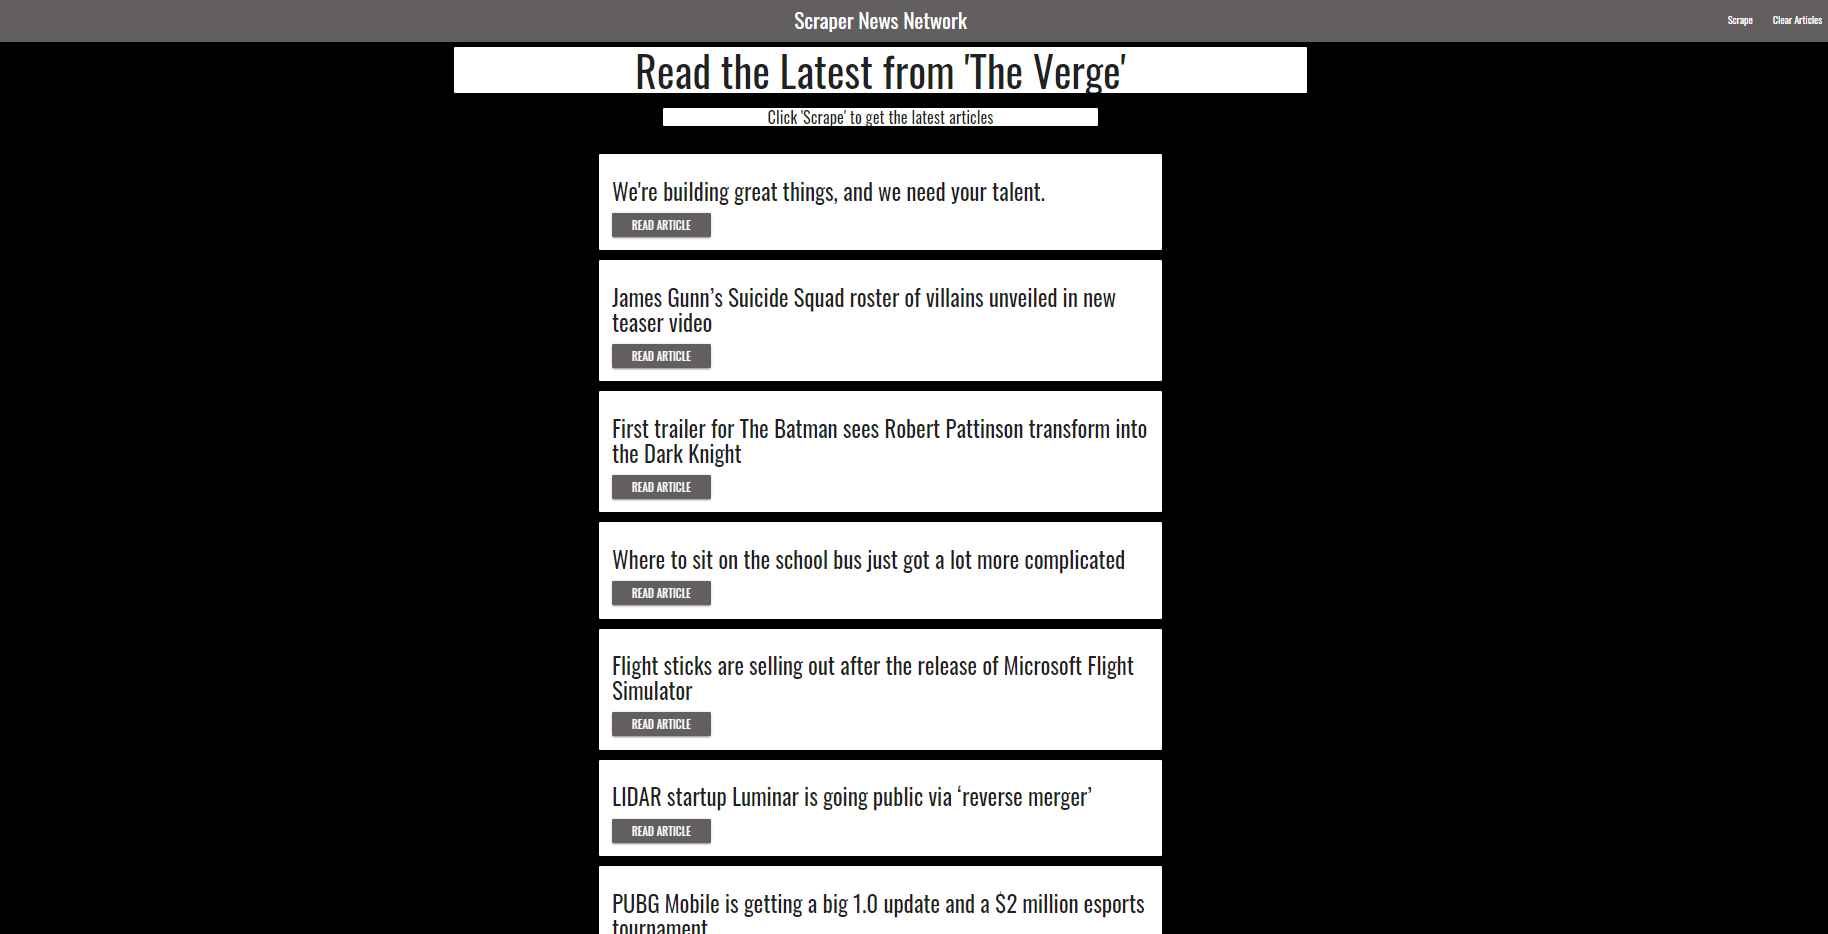 Scraper News Network
Scrape
Clear Articles
Read the Latest from 'The Verge'
Click 'Scrape' to get the latest articles
We're building great things, and we need your talent.
READ ARTICLE
James Gunn’s Suicide Squad roster of villains unveiled in new
teaser video
READ ARTICLE
First trailer for The Batman sees Robert Pattinson transform into
the Dark Knight
READ ARTICLE
Where to sit on the school bus just got a lot more complicated
READ ARTICLE
Flight sticks are selling out after the release of Microsoft Flight
Simulator
READ ARTICLE
LIDAR startup Luminar is going public via ‘reverse merger’
READ ARTICLE
PUBG Mobile is getting a big 1.0 update and a $2 million esports
tournament